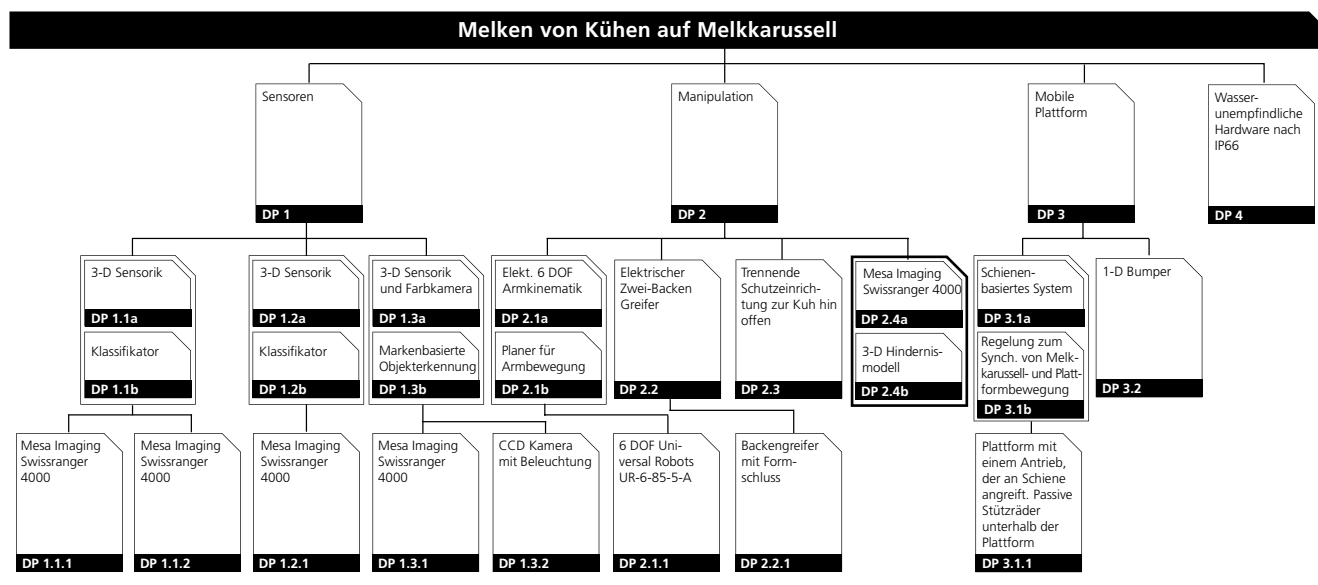 Melken von Kühen auf Melkkarussell
Sensoren
DP 1
Manipulation
DP 2
Mobile
Plattform
DP 3
Wasser-
unempfindliche
Hardware nach
IP66
DP 4
3-D Sensorik
DP 1.1a
Klassifikator
DP 1.1b
3-D Sensorik
DP 1.2a
Klassifikator
DP 1.2b
3-D Sensorik
und Farbkamera
DP 1.3a
Markenbasierte
Objekterkennung
DP 1.3b
Elekt. 6 DOF
Armkinematik
DP 2.1a
Planer für
Armbewegung
DP 2.1b
Elektrischer
Zwei-Backen
Greifer
DP 2.2
Trennende
Schutzeinrich-
tung zur Kuh hin
offen
DP 2.3
Mesa Imaging
Swissranger 4000
DP 2.4a
3-D Hindernis-
modell
DP 2.4b
Schienen-
basiertes System
DP 3.1a
Regelung zum
Synch. von Melk-
karussell- und Platt-
formbewegung
DP 3.1b
1-D Bumper
DP 3.2
Mesa Imaging
Swissranger
4000
DP 1.1.1
Mesa Imaging
Swissranger
4000
DP 1.1.2
Mesa Imaging
Swissranger
4000
DP 1.2.1
Mesa Imaging
Swissranger
4000
DP 1.3.1
CCD Kamera
mit Beleuchtung
DP 1.3.2
6 DOF Uni-
versal Robots
UR-6-85-5-A
DP 2.1.1
Backengreifer
mit Form-
schluss
DP 2.2.1
Plattform mit
einem Antrieb,
der an Schiene
angreift. Passive
Stützräder
unterhalb der
Plattform
DP 3.1.1